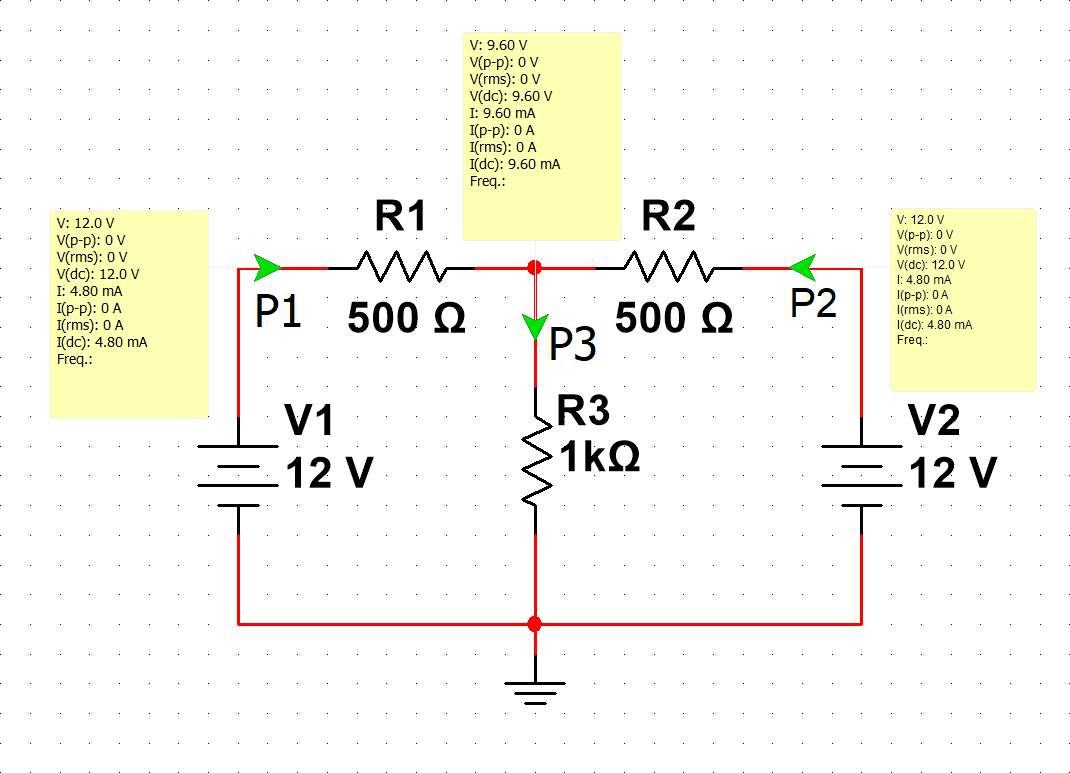 V: 9.60 V
V(p-p): 0 V
V(rms): 0 V
V(dc): 9.60 V
I: 9.60 mA
I(p-p): 0 A
I(rms): 0 A
I(dc): 9.60 mA
Freq.:
V: 12.0 V
V(p-p): 0 V
V(rms): 0 V
V(dc): 12.0 V
I: 4.80 mA
I(p-p): 0 A
I(rms): 0 A
I(dc): 4.80 mA
Freq.:
R1
500 Ω
R2
500 Ω
V: 12.0 V
V(p-p): 0 V
V(rms): 0 V
V(dc): 12.0 V
I: 4.80 mA
I(p-p): 0 A
I(rms): 0 A
I(dc): 4.80 mA
Freq.:
P1
P3
P2
V1
12 V
R3
1kΩ
V2
12 V